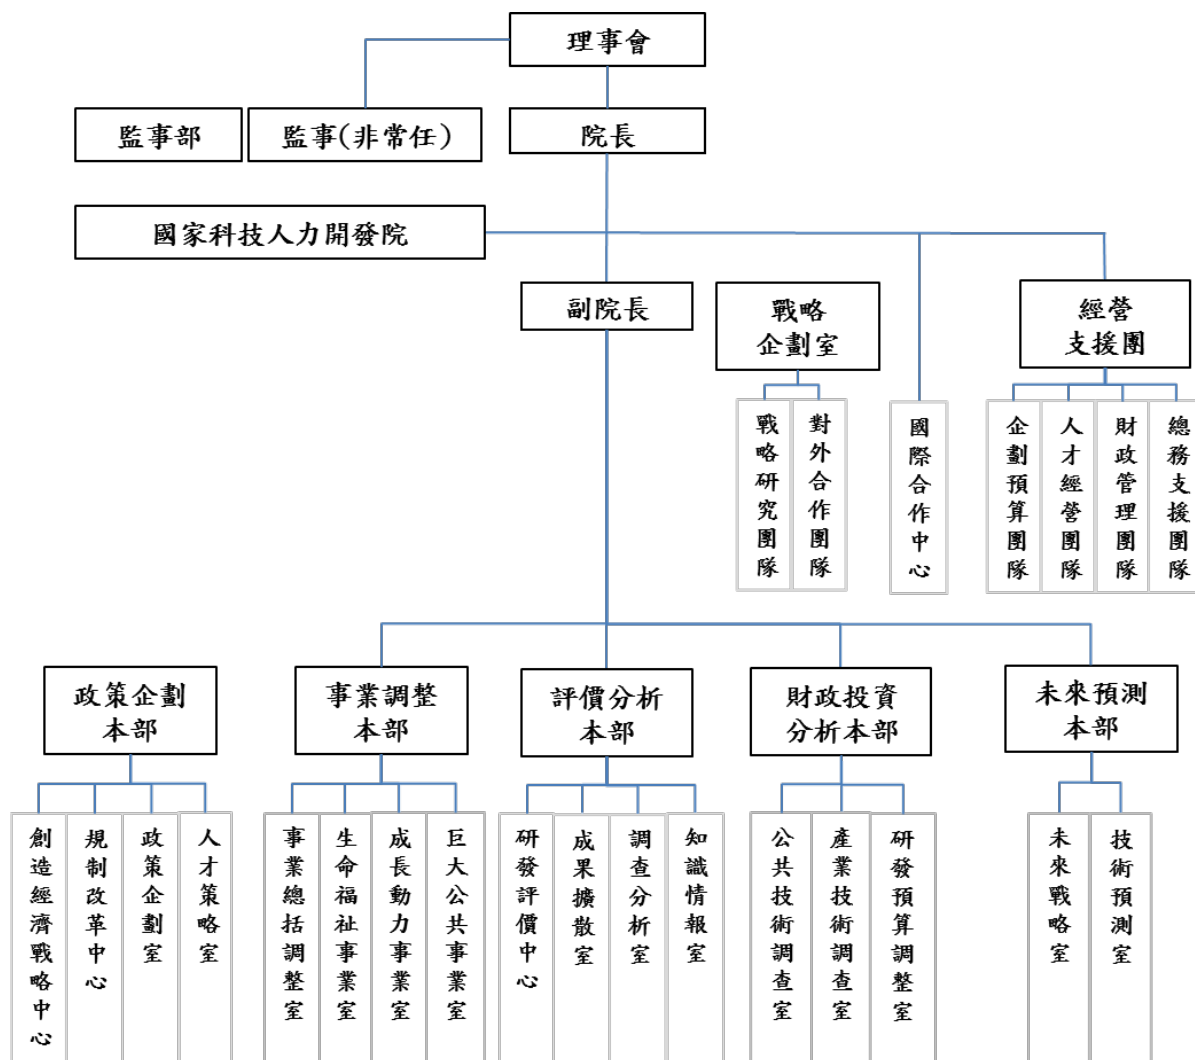 理事會
監事部
監事(非常任)
院長
國家科技人力開發院
副院長
戰略
企劃室
經營
支援團
戰略研究團隊
對外合作團隊
國際合作中心
企劃預算團隊
人才經營團隊
財政管理團隊
總務支援團隊
政策企劃
本部
事業調整
本部
評價分析
本部
財政投資
分析本部
未來預測
本部
創造經濟戰略中心
規制改革中心
政策企劃室
人才策略室
事業總括調整室
生命福祉事業室
成長動力事業室
巨大公共事業室
研發評價中心
成果擴散室
調查分析室
知識情報室
公共技術調查室
產業技術調查室
研發預算調整室
未來戰略室
技術預測室